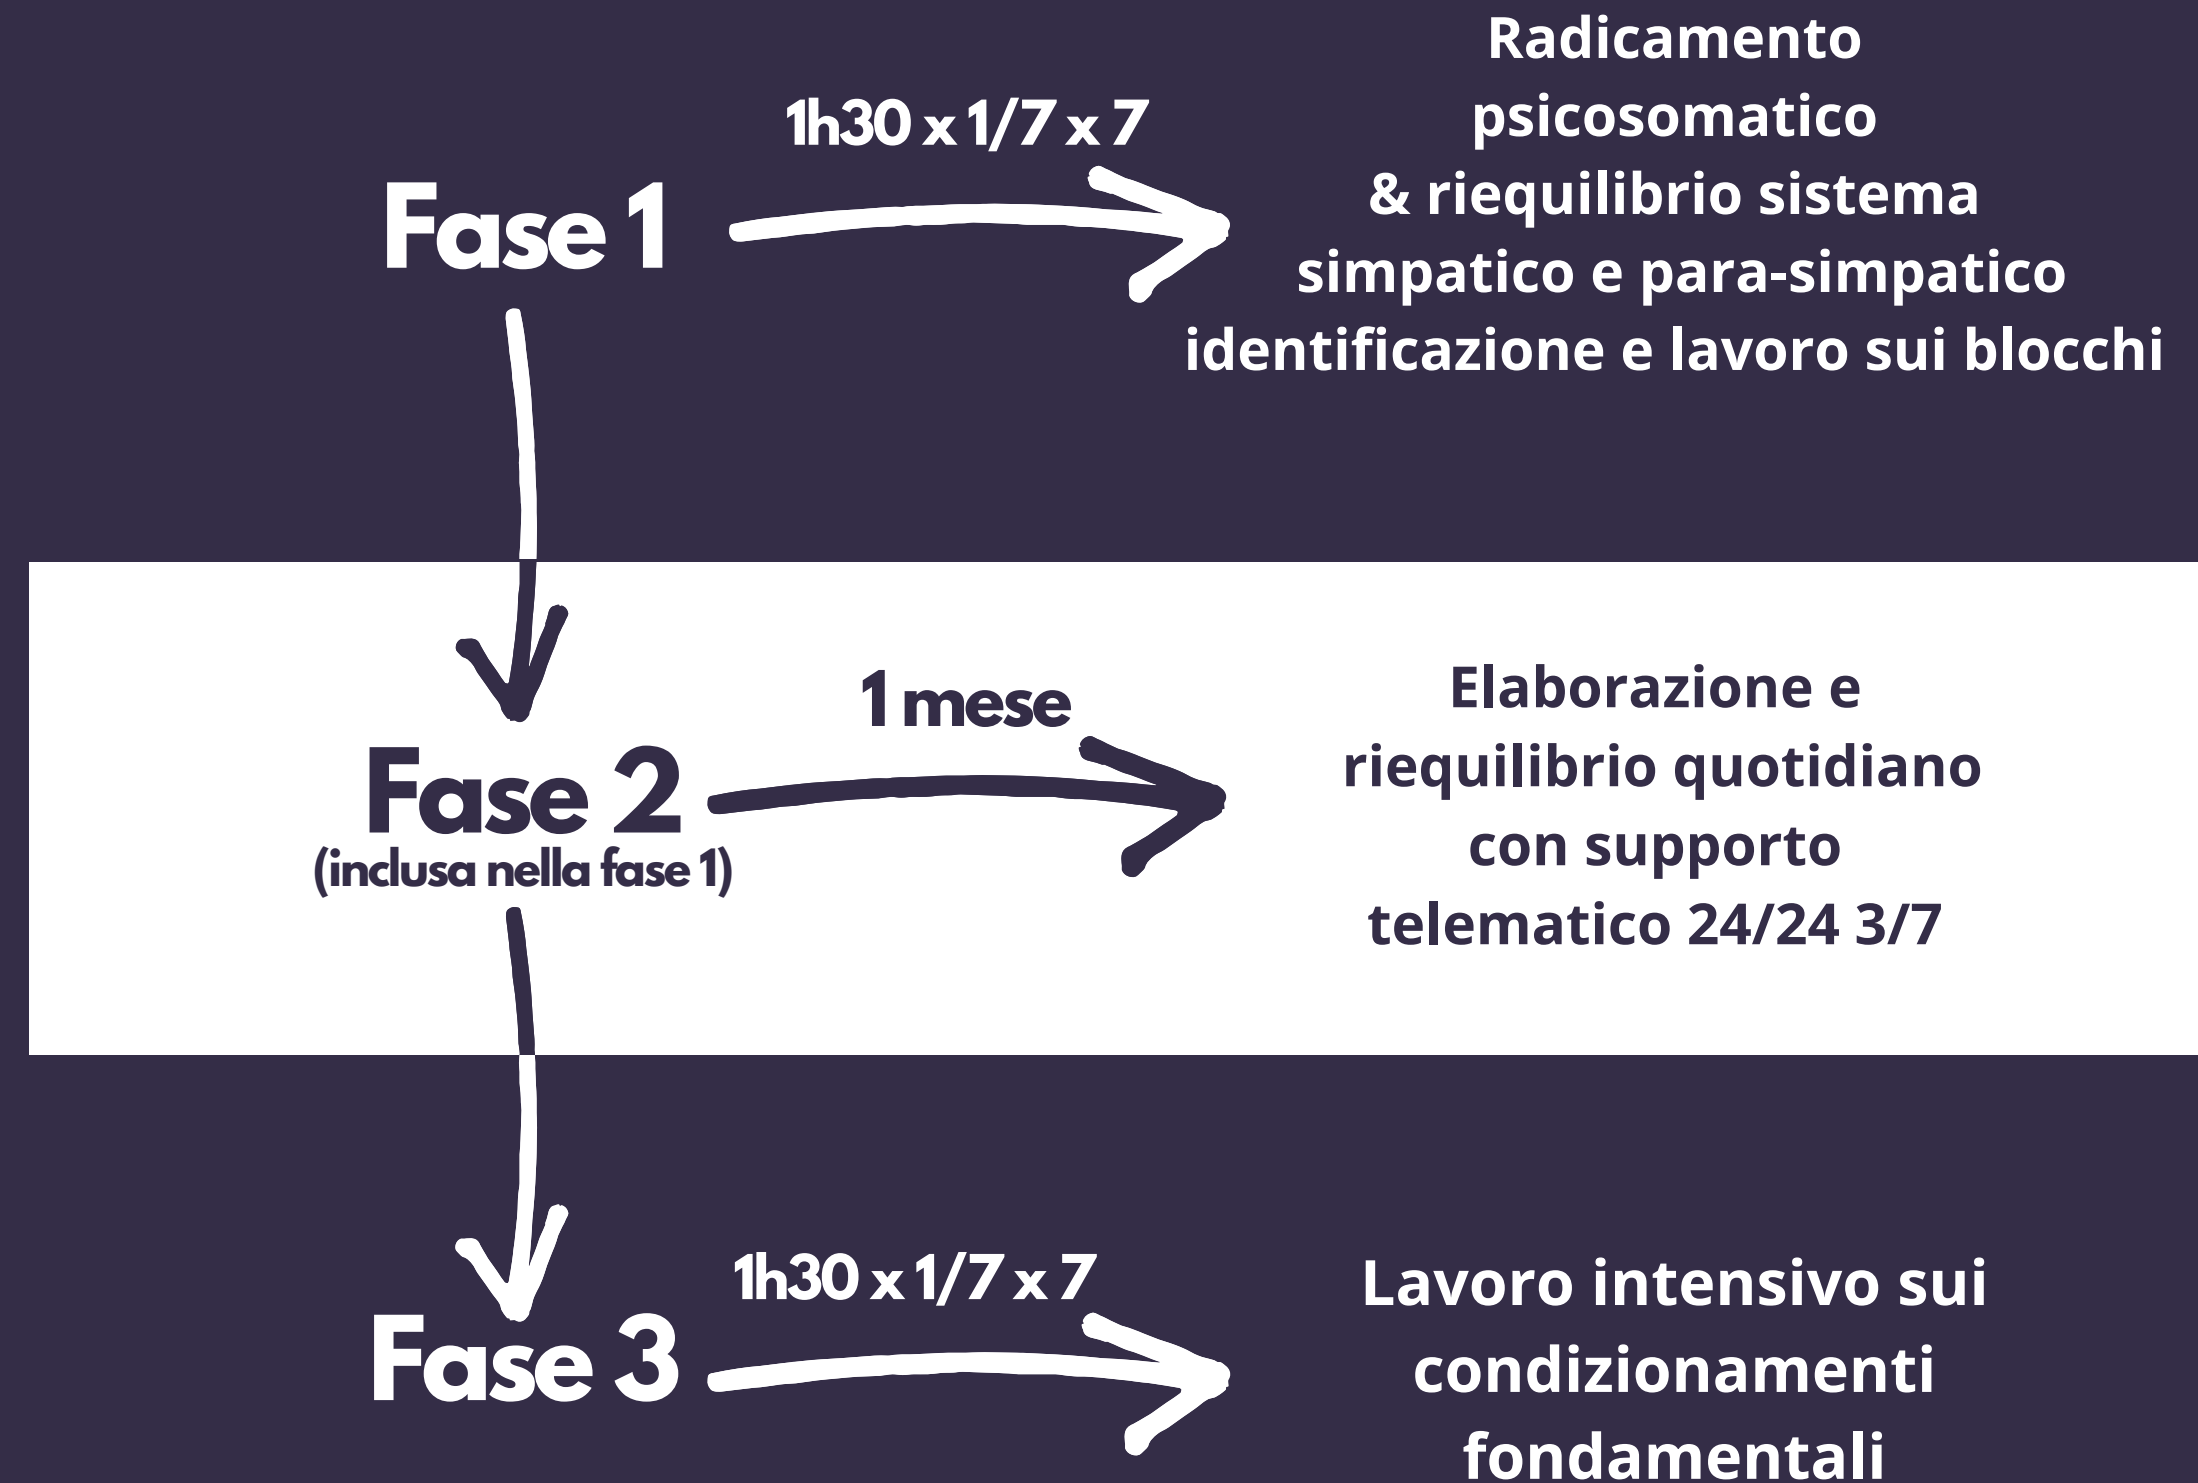 Radicamento
psicosomatico
& riequilibrio sistema
simpatico e para-simpatico
identificazione e lavoro sui blocchi
1h30 x 1/7 x 7
Fase 1
Fase 2
(inclusa nella fase 1)
1 mese
Elaborazione e
riequilibrio quotidiano
con supporto
telematico 24/24 3/7
Fase 3
1h30 x 1/7 x 7
Lavoro intensivo sui
condizionamenti
fondamentali